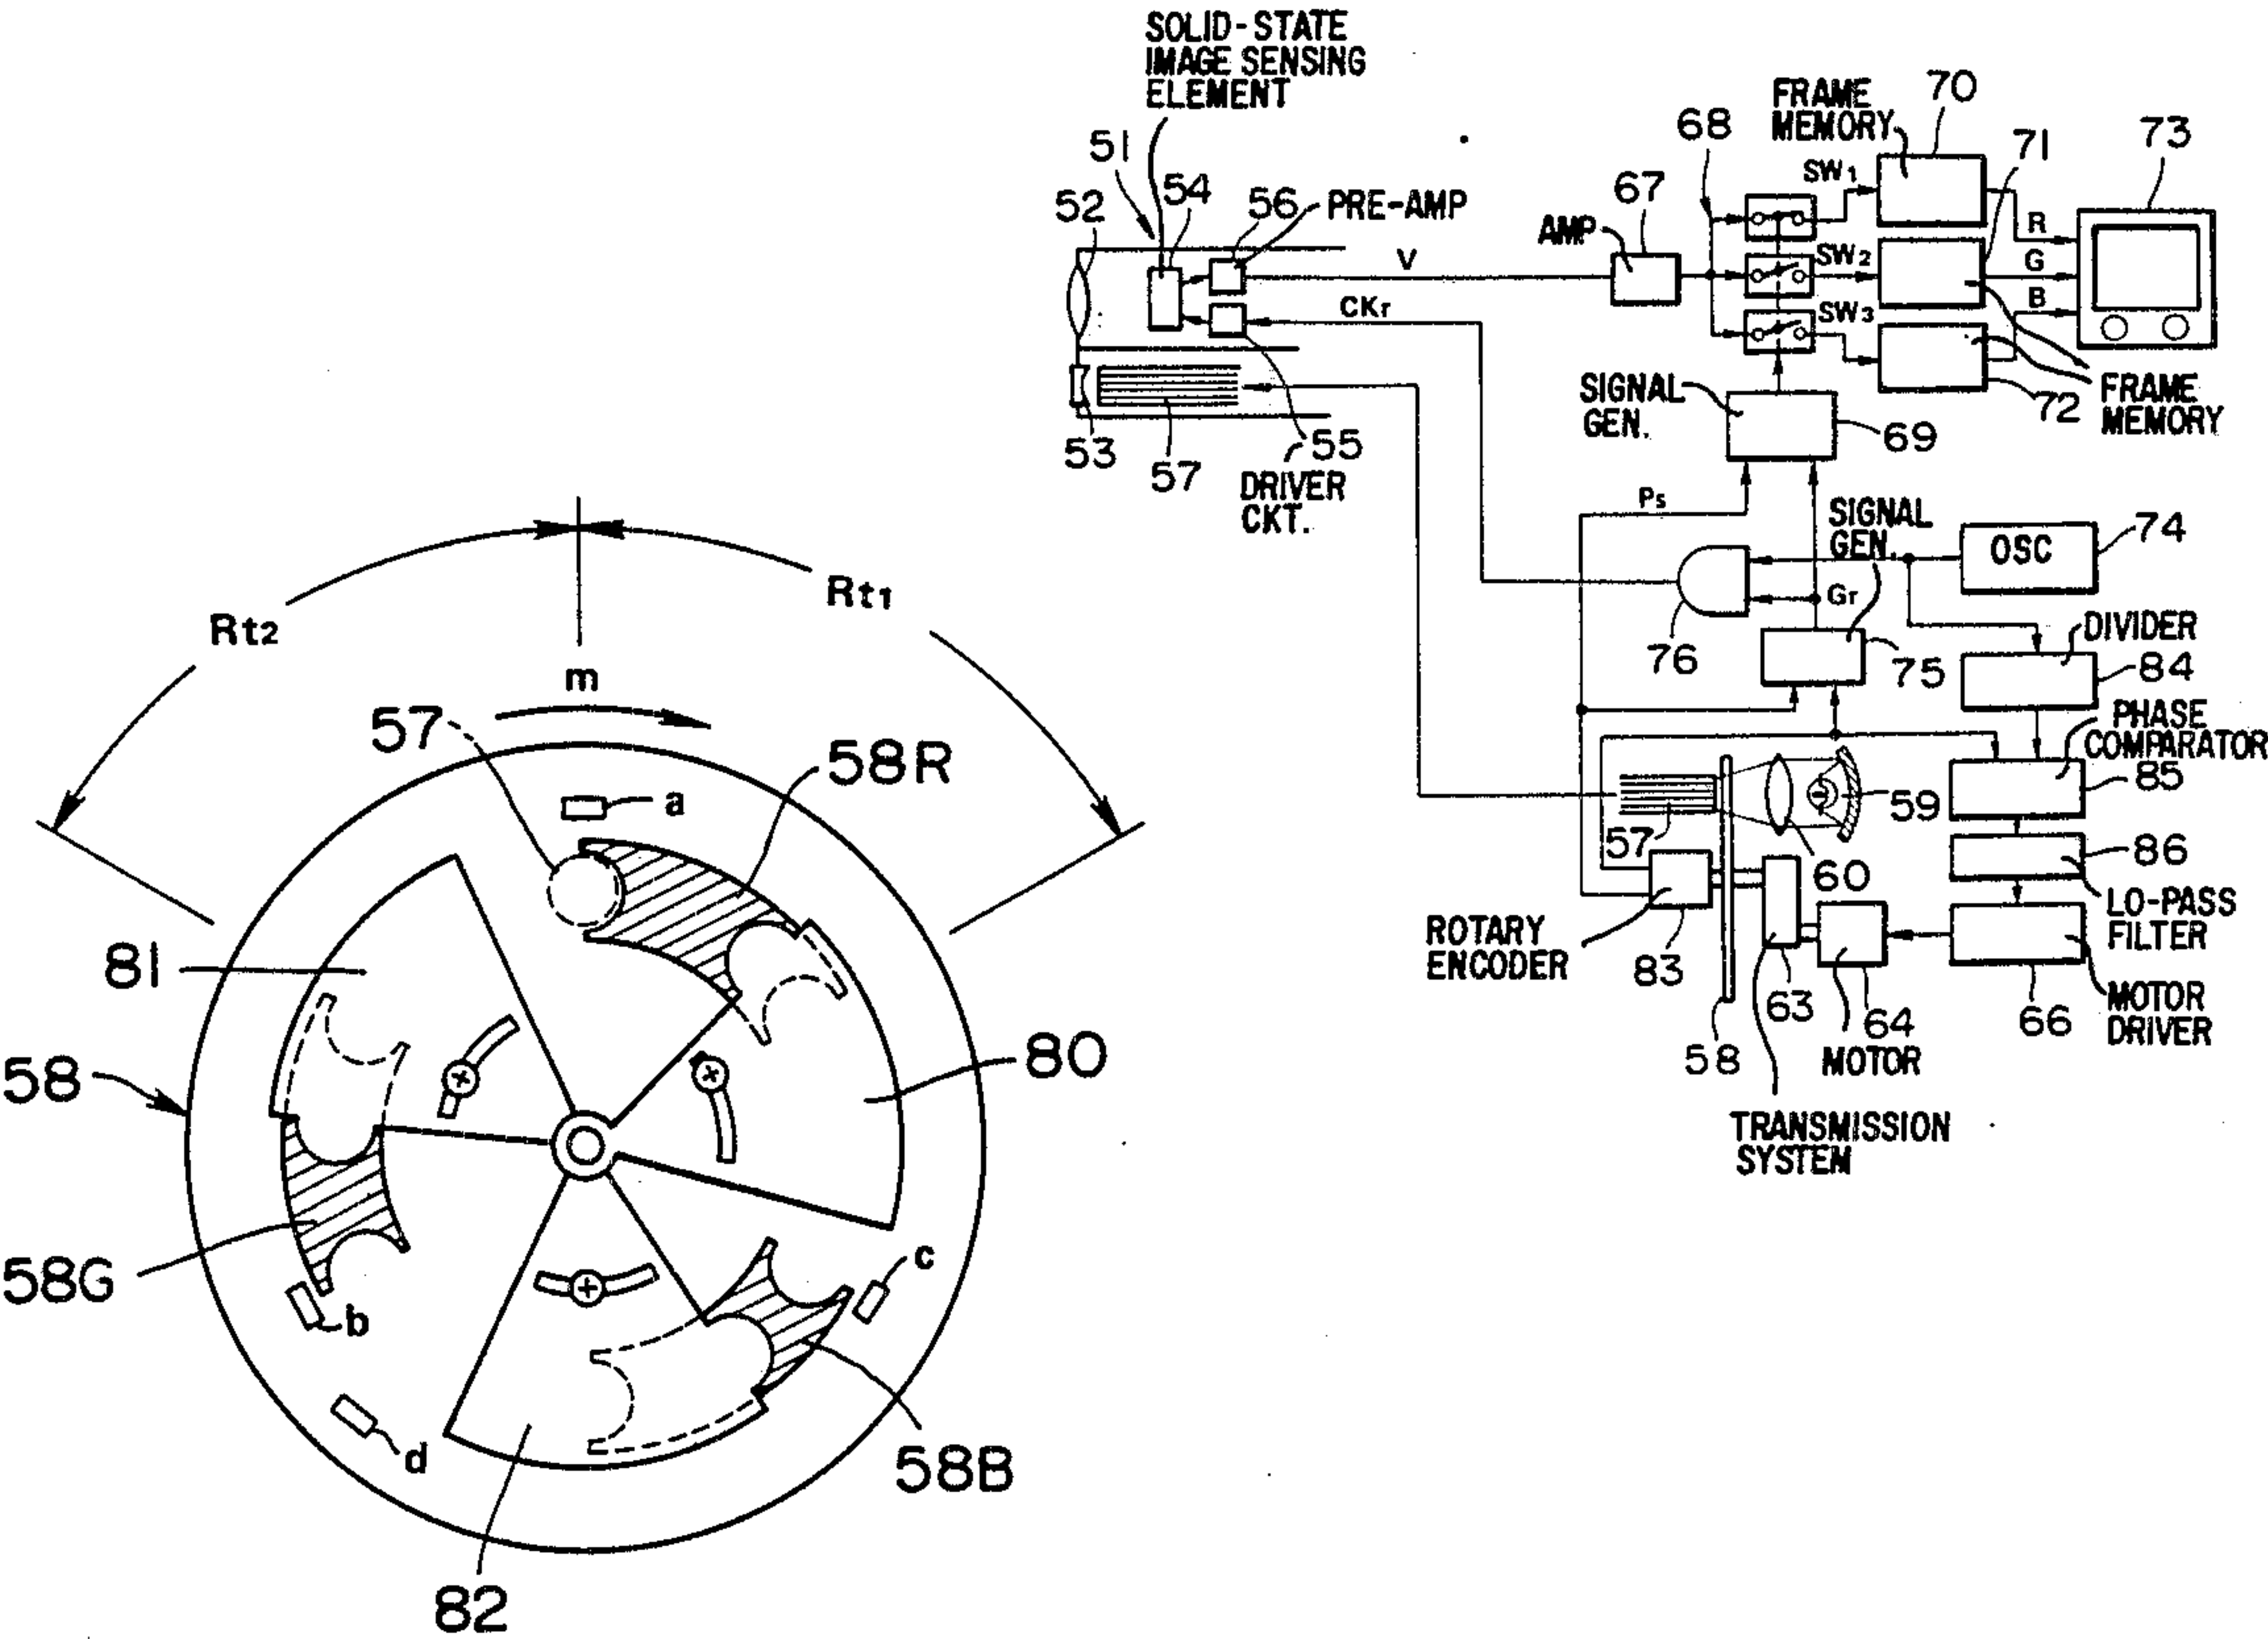 SOLID-STATE
IMAGE SENSING
ELEMENT
51
52
54
56
PRE-AMP
V
CKr
53
57
55
DRIVER
CKT.
AMP
67
68
FRAME
MEMORY
70
71
73
SW1
SW2
SW3
R
G
B
72
FRAME
MEMORY
SIGNAL
GEN.
69
Ps
SIGNAL
GEN.
OSC
74
Gr
76
75
DIVIDER
84
PHASE
COMPARATOR
85
59
57
60
86
LO-PASS
FILTER
ROTARY
ENCODER
83
58
63
64
MOTOR
66
MOTOR
DRIVER
TRANSMISSION
SYSTEM
Rt2
Rt1
m
57
58R
a
81
58
80
58G
b
c
d
58B
82